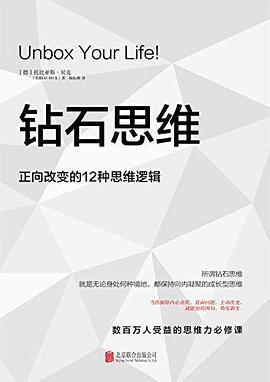 Unbox Your Life!
[德] 托比亚斯·贝克
钻石思维
正向改变的12种思维逻辑
所谓钻石思维
就是无论身处何种境地，都保持向内凝聚的成长型思维
数百万人受益的思维力必修课
北京联合出版公司